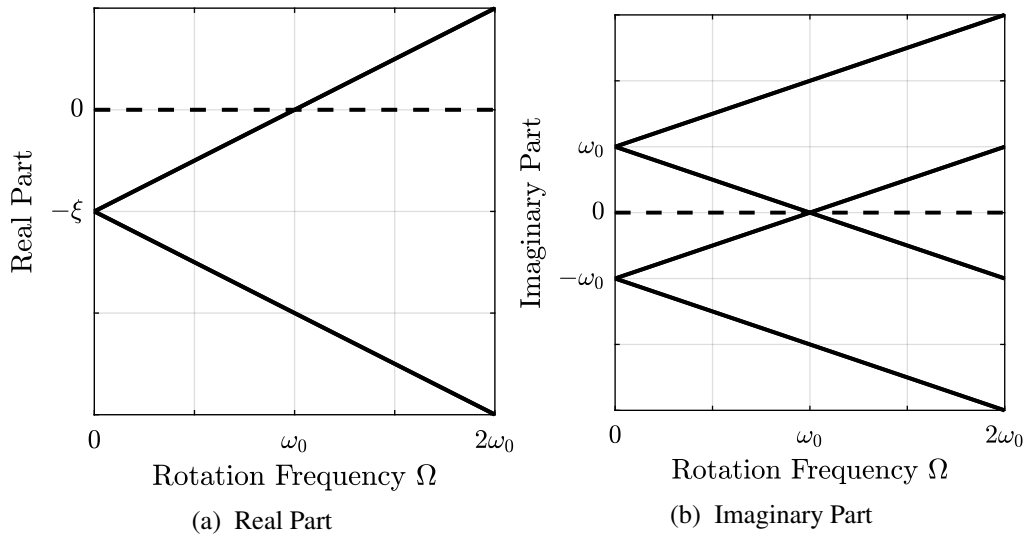 Real Part
0
−ξ
0
ω₀
2ω₀
Rotation Frequency Ω
(a) Real Part
Imaginary Part
ω₀
0
−ω₀
0
ω₀
2ω₀
Rotation Frequency Ω
(b) Imaginary Part